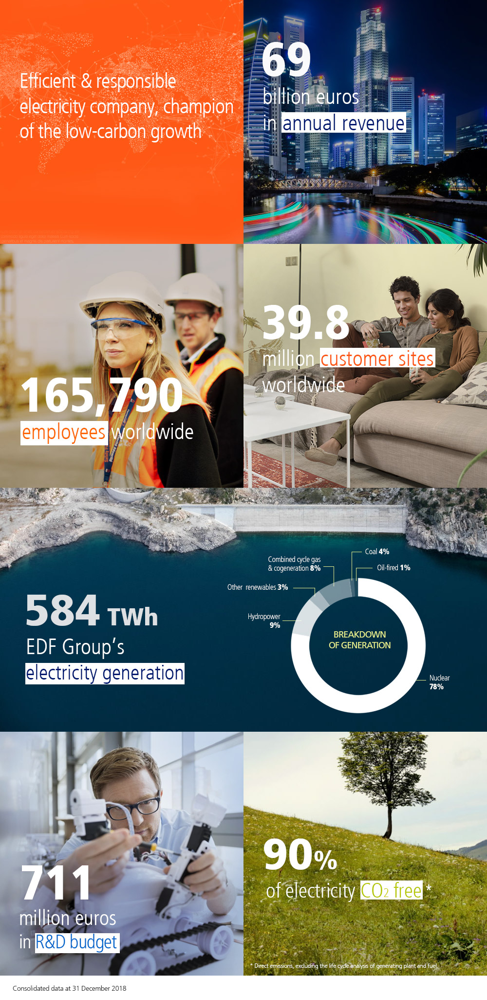 Efficient & responsible
electricity company, champion
of the low-carbon growth
69
billion euros
in annual revenue
165,790
employees worldwide
39.8
million customer sites
worldwide
584 TWh
EDF Group's
electricity generation
Coal 4%
Combined cycle gas
& cogeneration 8%
Oil-fired 1%
Other renewables 3%
Hydropower
9%
BREAKDOWN
OF GENERATION
Nuclear
78%
711
million euros
in R&D budget
90%
of electricity CO2 free *
* Direct emissions, excluding the life cycle analysis of generating plant and fuel.
Consolidated data at 31 December 2018